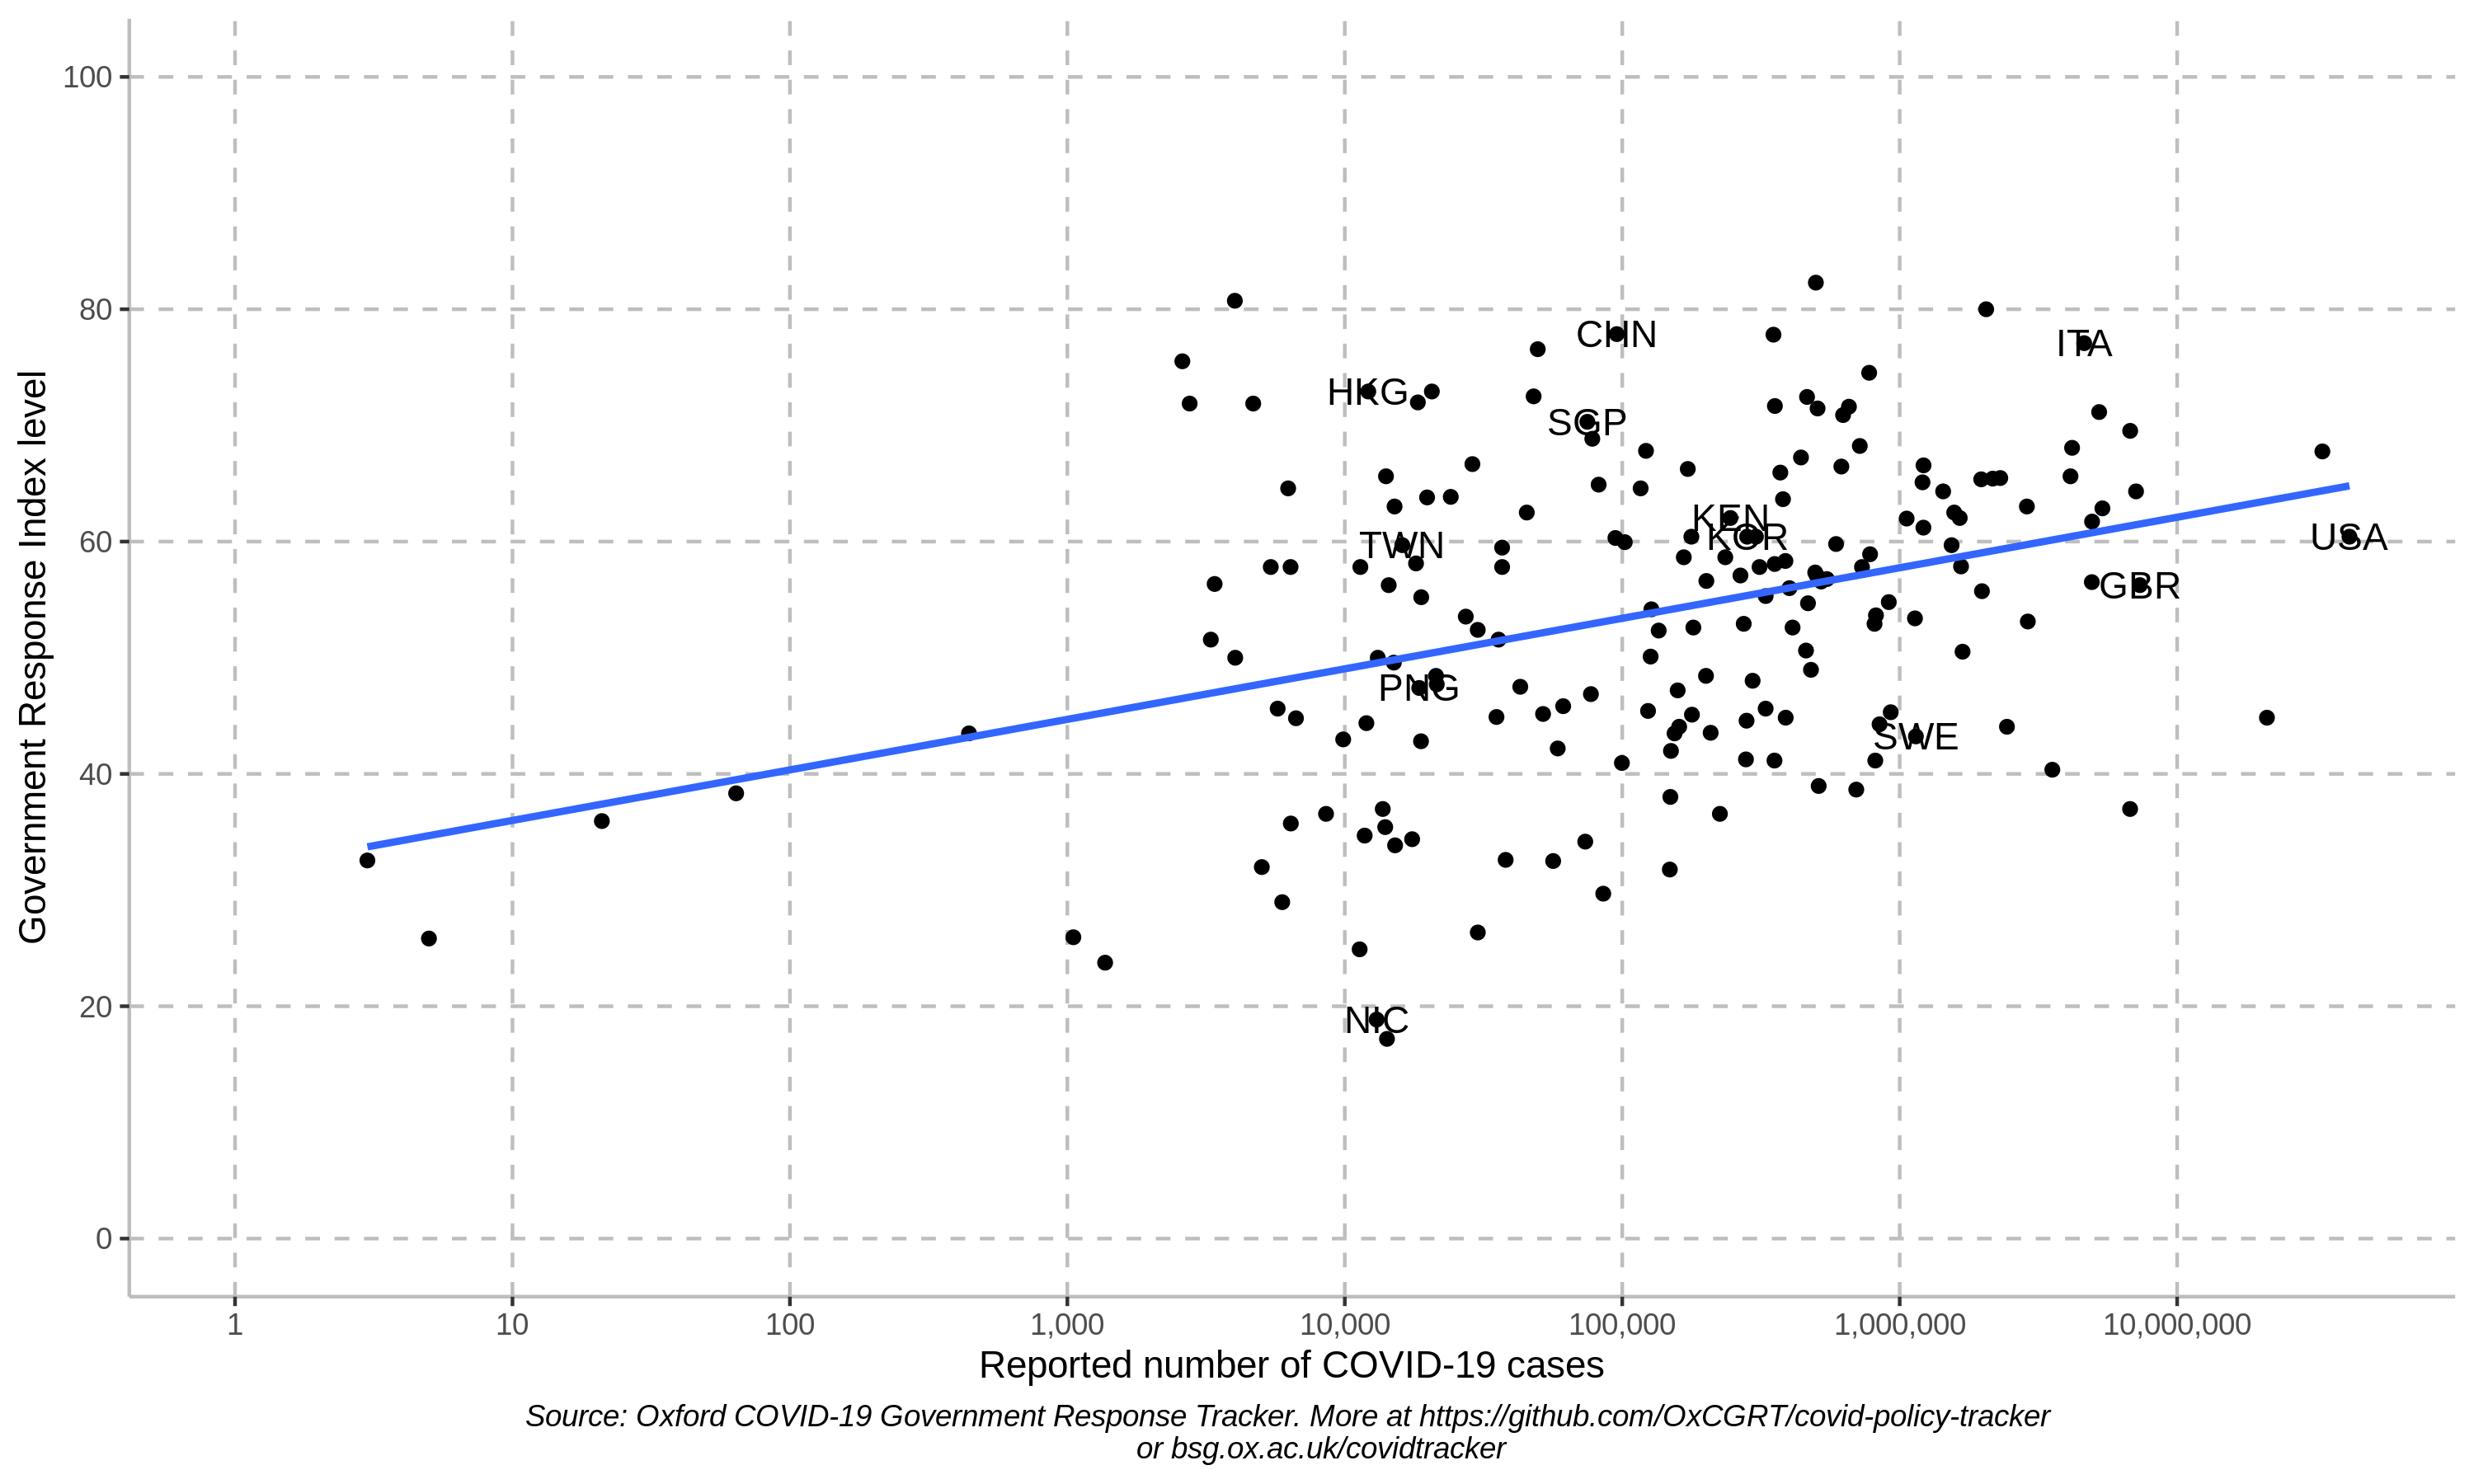 Government Response Index level
100
80
60
40
20
0
CHN
ITA
HKG
SGP
KEN
KOR
TWN
USA
GBR
PNG
SWE
NIC
1 10 100 1,000 10,000 100,000 1,000,000 10,000,000
Reported number of COVID-19 cases
Source: Oxford COVID-19 Government Response Tracker. More at https://github.com/OxCGRT/covid-policy-tracker
or bsg.ox.ac.uk/covidtracker